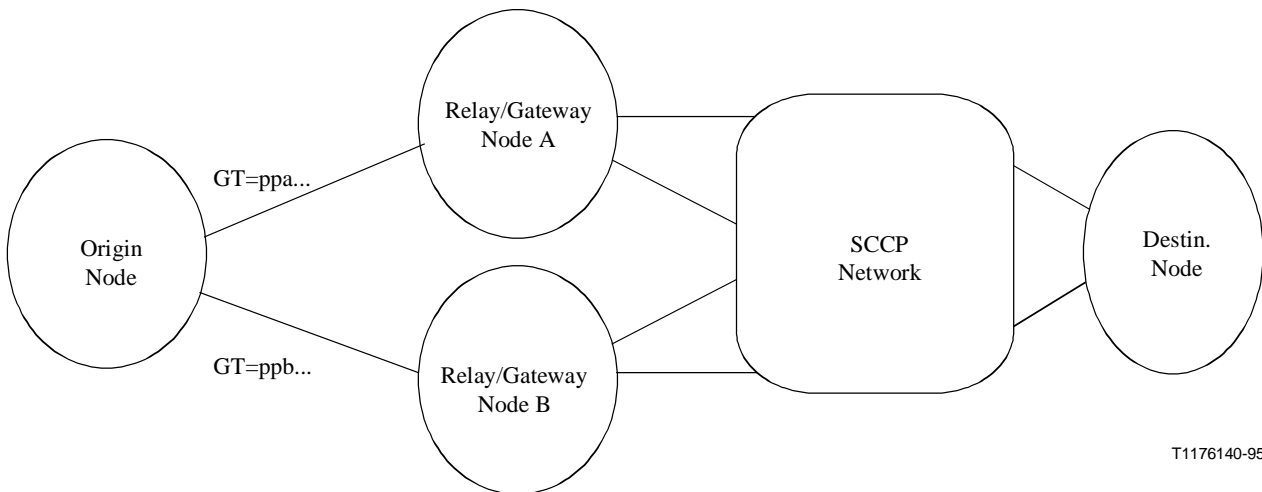 Relay/Gateway
Node A
GT=ppa...
Origin
Node
SCCP
Network
Destin.
Node
GT=ppb...
Relay/Gateway
Node B
T1176140-95